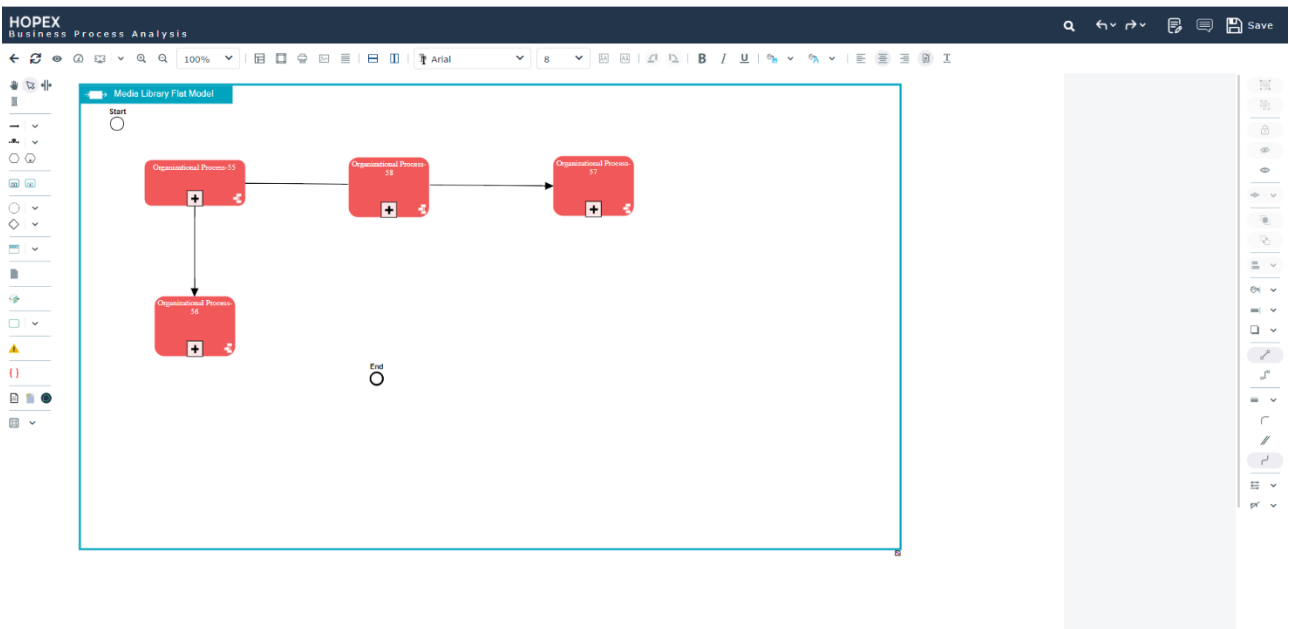 HOPEX
Business Process Analysis
Save
100%
Arial
8
B I U
Media Library Flat Model
Start
Organizational Process-55
Organizational Process-
58
Organizational Process-
57
Organizational Process-
56
End